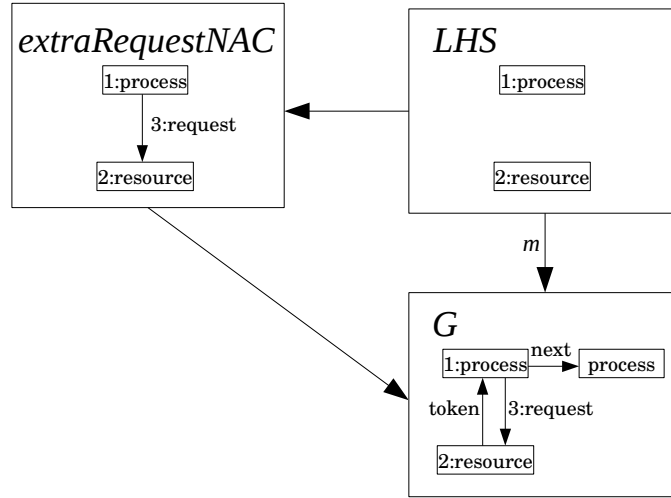 extraRequestNAC
1:process
3:request
2:resource
LHS
1:process
2:resource
m
G
next
1:process
process
token
3:request
2:resource